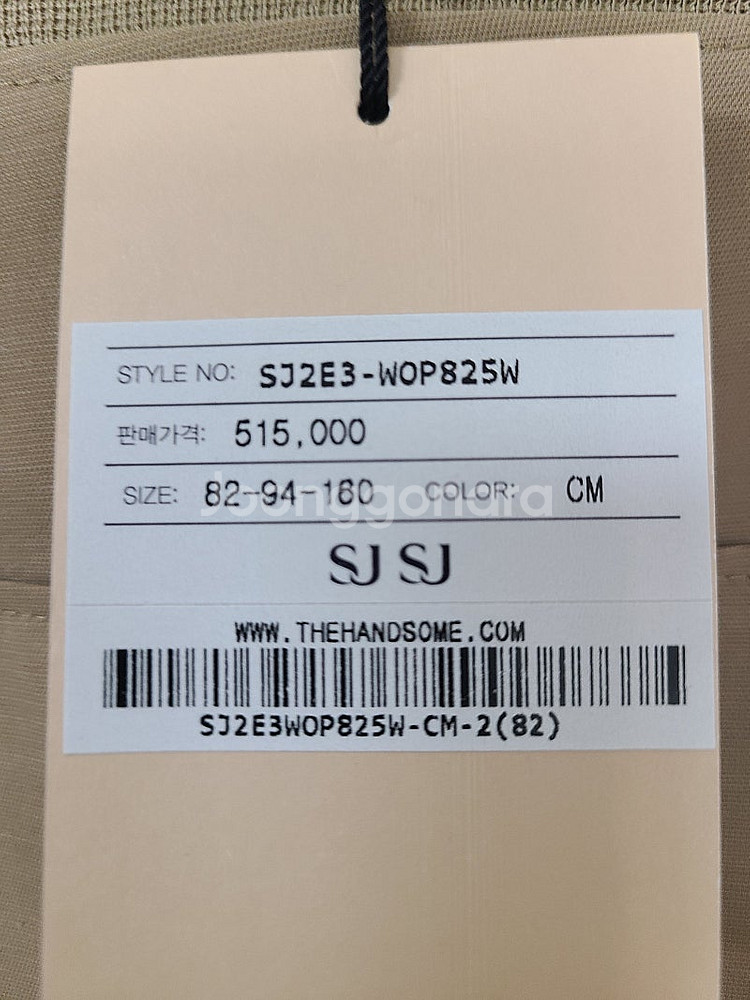 STYLE NO: SJ2E3-WOP825W
판매가격: 515,000
SIZE: 82-94-160 COLOR: CM
Joonggonara
SJ SJ
WWW.THEHANDSOME.COM
SJ2E3WOP825W-CM-2(82)